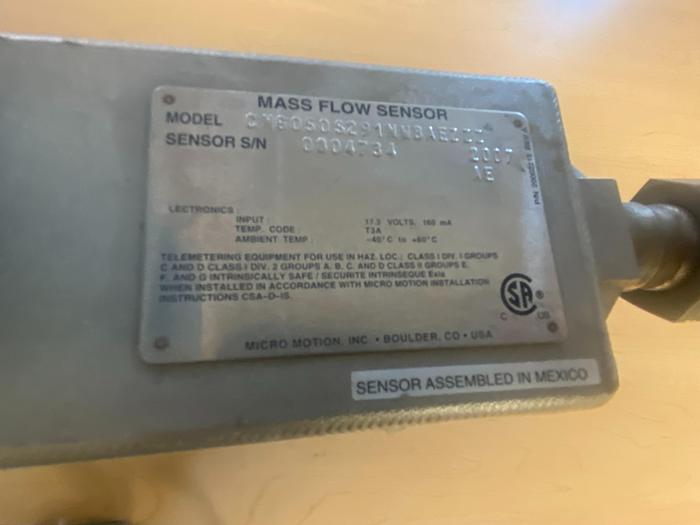 MASS FLOW SENSOR
MODEL
SENSOR S/N 0004734 2007
AE
LECTRONICS :
INPUT : 17.3 VOLTS, 160 mA
TEMP. CODE : T3A
AMBIENT TEMP : -40°C to +60°C
TELEMETERING EQUIPMENT FOR USE IN HAZ. LOC.; CLASS I DIV. I GROUPS
C AND D CLASS I DIV. 2 GROUPS A, B, C, AND D CLASS II GROUPS E,
F, AND G INTRINSICALLY SAFE / SECURITE INTRINSEQUE Exia
WHEN INSTALLED IN ACCORDANCE WITH MICRO MOTION INSTALLATION
INSTRUCTIONS CSA-D-IS.
SA ®
C US
MICRO MOTION, INC • BOULDER, CO • USA
SENSOR ASSEMBLED IN MEXICO